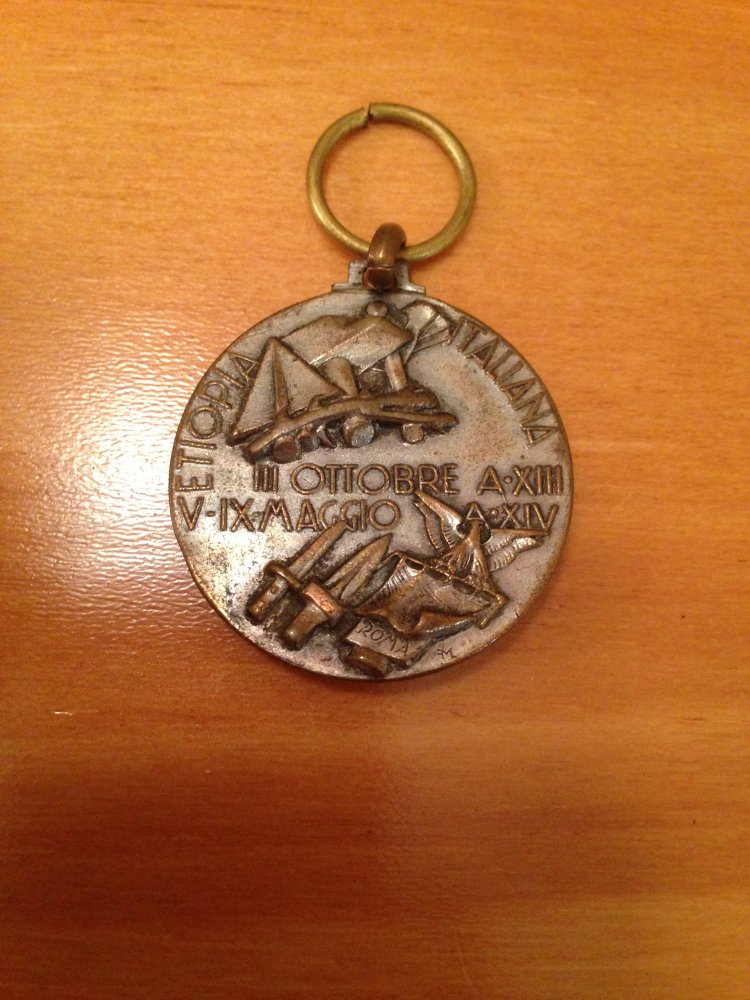 ETIOPIA ITALIANA
III OTTOBRE A·XIII
V-IX-MAGGIO A·XIV
ROMA